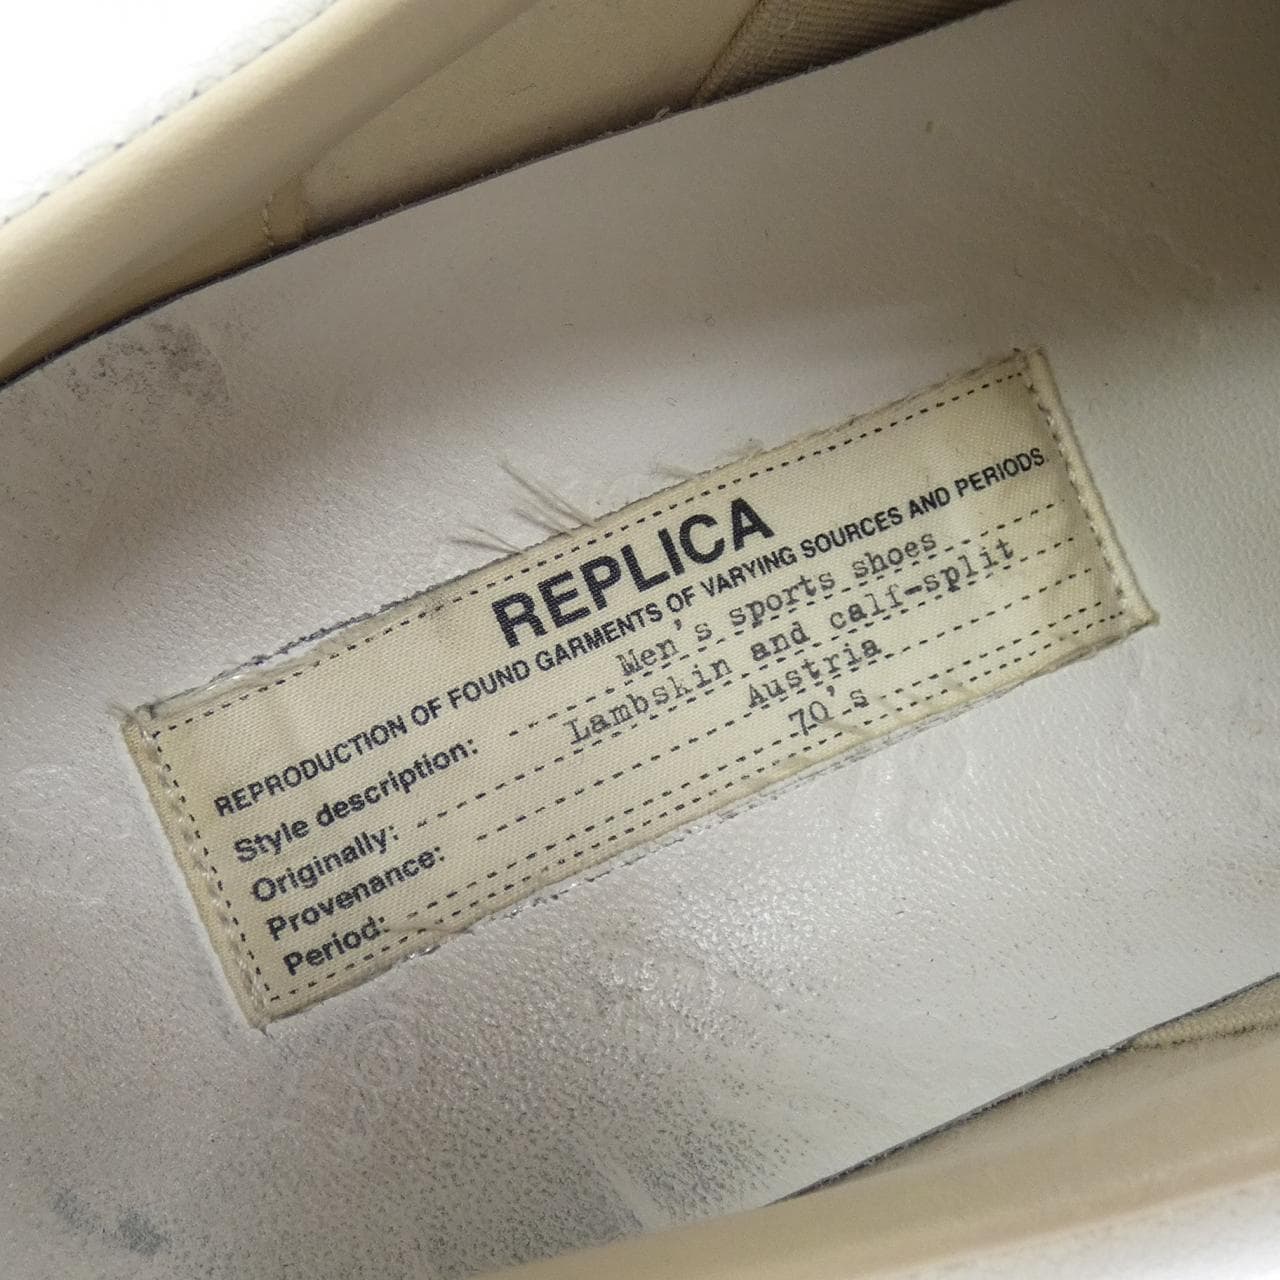 REPLICA
REPRODUCTION OF FOUND GARMENTS OF VARYING SOURCES AND PERIODS
Style description: Men's sports shoes
Originally: Lambskin and calf-split
Provenance: Austria
Period: 70's